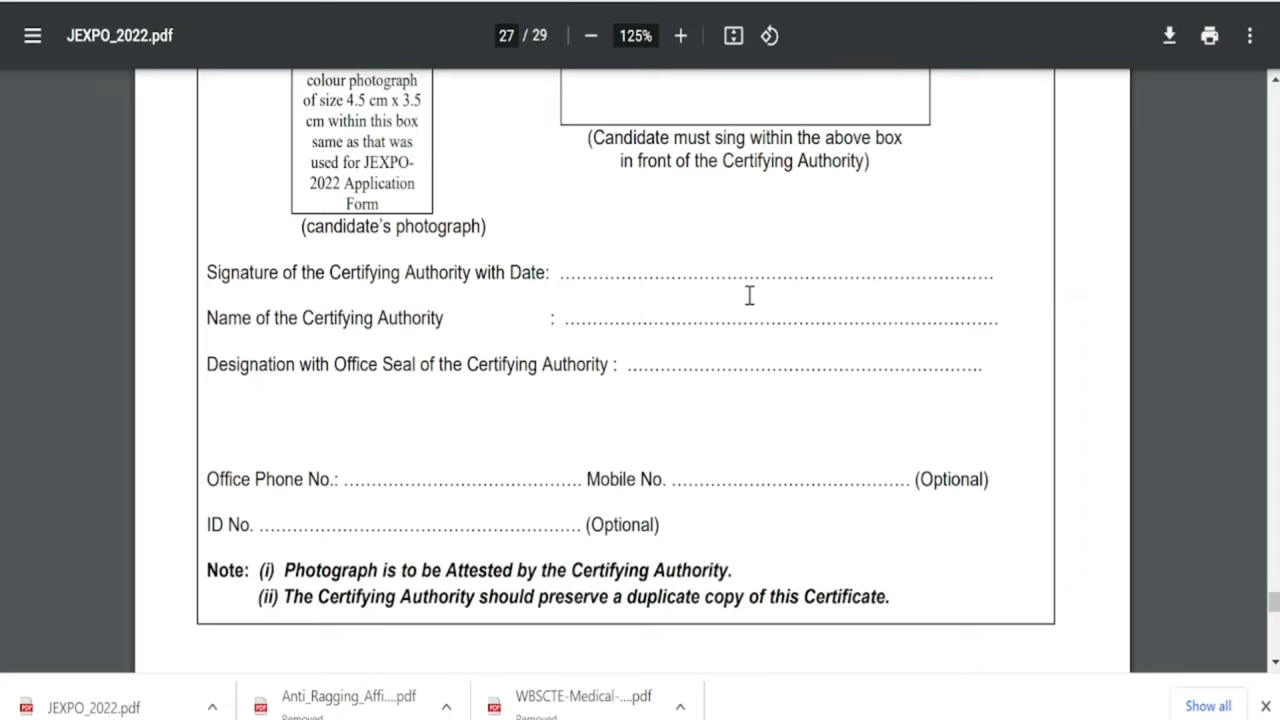 JEXPO_2022.pdf
27 / 29
125%
colour photograph
of size 4.5 cm x 3.5
cm within this box
same as that was
used for JEXPO-
2022 Application
Form
(candidate's photograph)
(Candidate must sing within the above box
in front of the Certifying Authority)
Signature of the Certifying Authority with Date: ........................................................................................
Name of the Certifying Authority : ........................................................................................
Designation with Office Seal of the Certifying Authority : ........................................................................
Office Phone No.: ................................................ Mobile No. ................................................ (Optional)
ID No. ................................................................. (Optional)
Note: (i) Photograph is to be Attested by the Certifying Authority.
(ii) The Certifying Authority should preserve a duplicate copy of this Certificate.
JEXPO_2022.pdf
Anti_Ragging_Affi....pdf
Removed
WBSCTE-Medical-....pdf
Removed
Show all